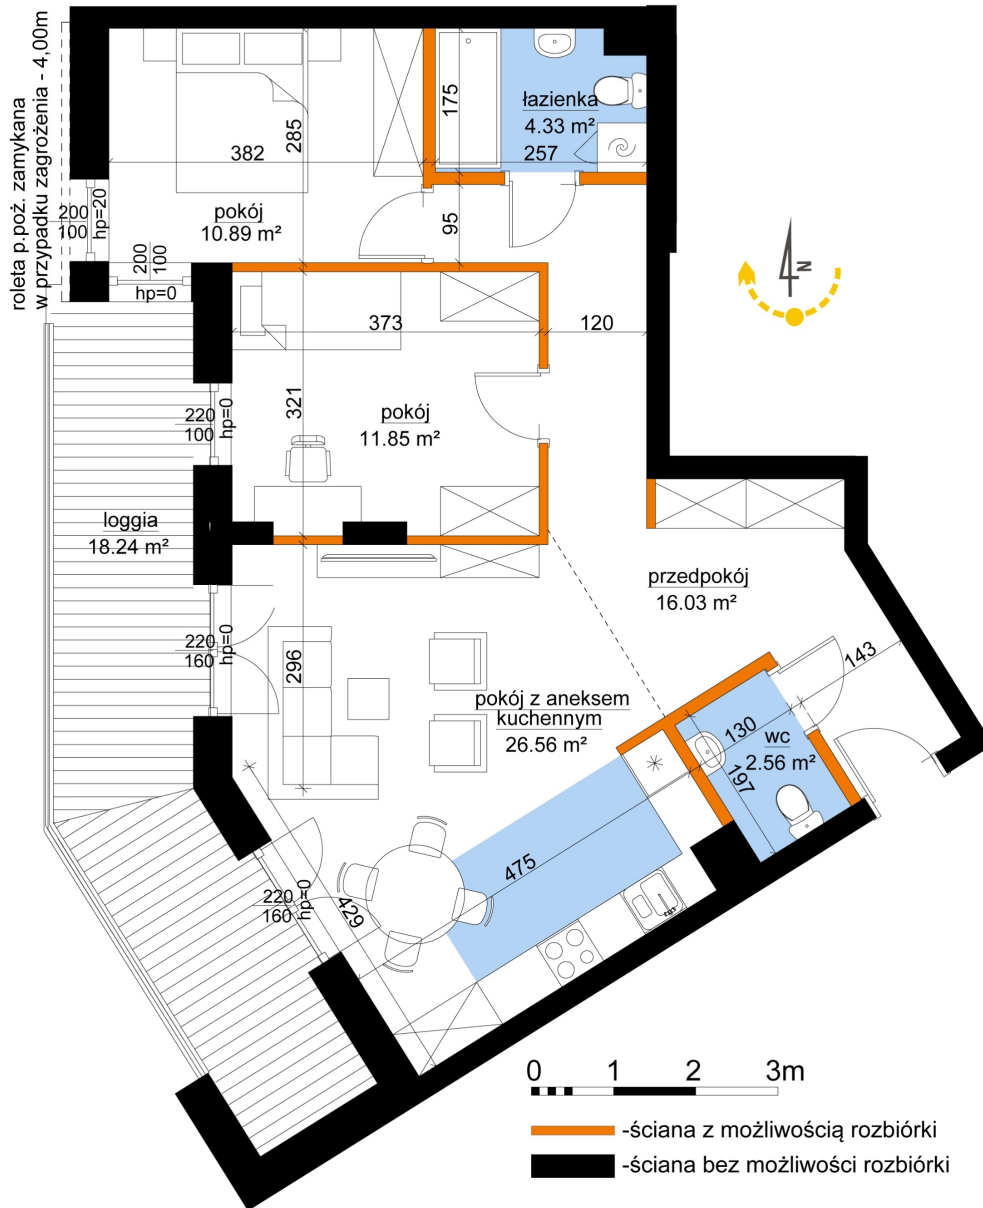 roleta p.poż. zamykana
w przypadku zagrożenia - 4,00m
382
285
175
łazienka
4.33 m²
257
pokój
10.89 m²
95
200
100
hp=20
200
100
hp=0
N
373
120
321
pokój
11.85 m²
220
100
hp=0
loggia
18.24 m²
przedpokój
16.03 m²
220
160
hp=0
296
pokój z aneksem
kuchennym
26.56 m²
143
130
wc
2.56 m²
197
475
220
160
hp=0
429
0 1 2 3m
-ściana z możliwością rozbiórki
-ściana bez możliwości rozbiórki